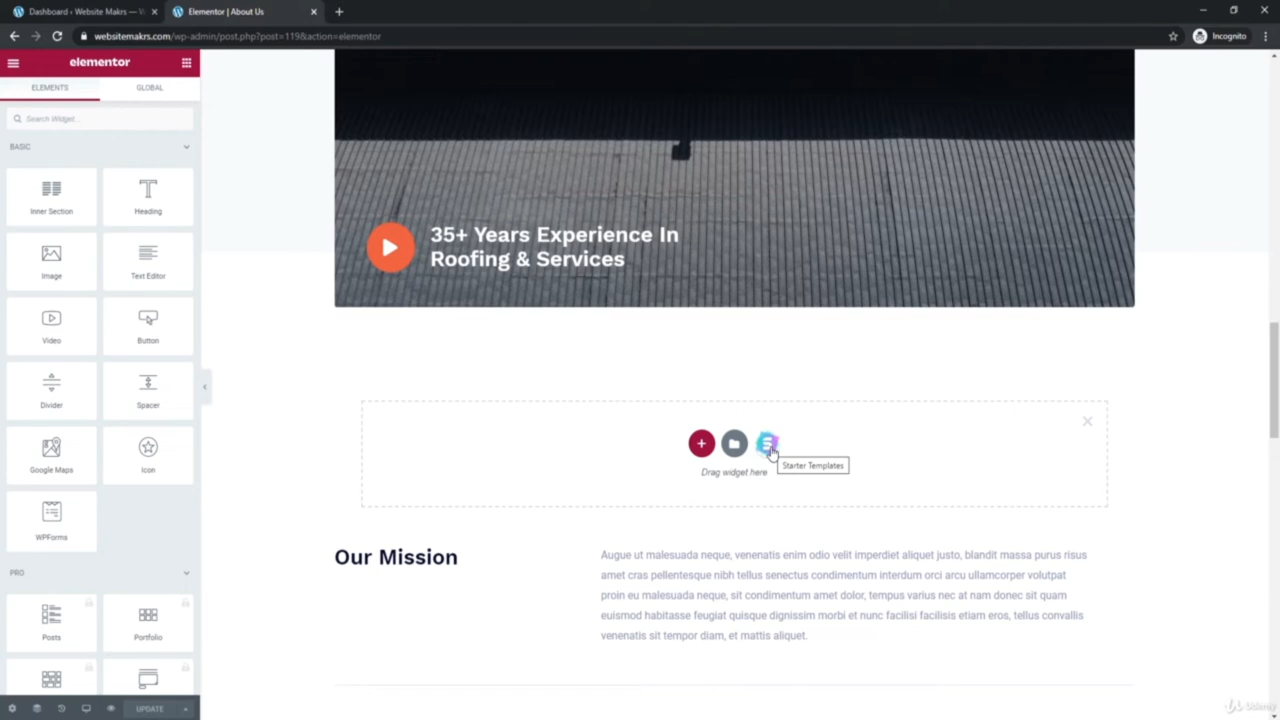 Dashboard ‹ Website Makrs — W
Elementor | About Us
websitemakrs.com/wp-admin/post.php?post=119&action=elementor
Incognito
elementor
ELEMENTS
GLOBAL
Search Widget...
BASIC
Inner Section
Heading
Image
Text Editor
Video
Button
Divider
Spacer
Google Maps
Icon
WPForms
PRO
Posts
Portfolio
UPDATE
35+ Years Experience In
Roofing & Services
Starter Templates
Drag widget here
Our Mission
Augue ut malesuada neque, venenatis enim odio velit imperdiet aliquet justo, blandit massa purus risus
amet cras pellentesque nibh tellus senectus condimentum interdum orci arcu ullamcorper volutpat
proin eu malesuada neque, sit condimentum amet dolor, tempus varius nec at nam donec sit quam
euismod habitasse feugiat quisque dignissim morbi et nunc facilisi facilisis etiam eros, tellus convallis
venenatis sit tempor diam, et mattis aliquet.
Udemy